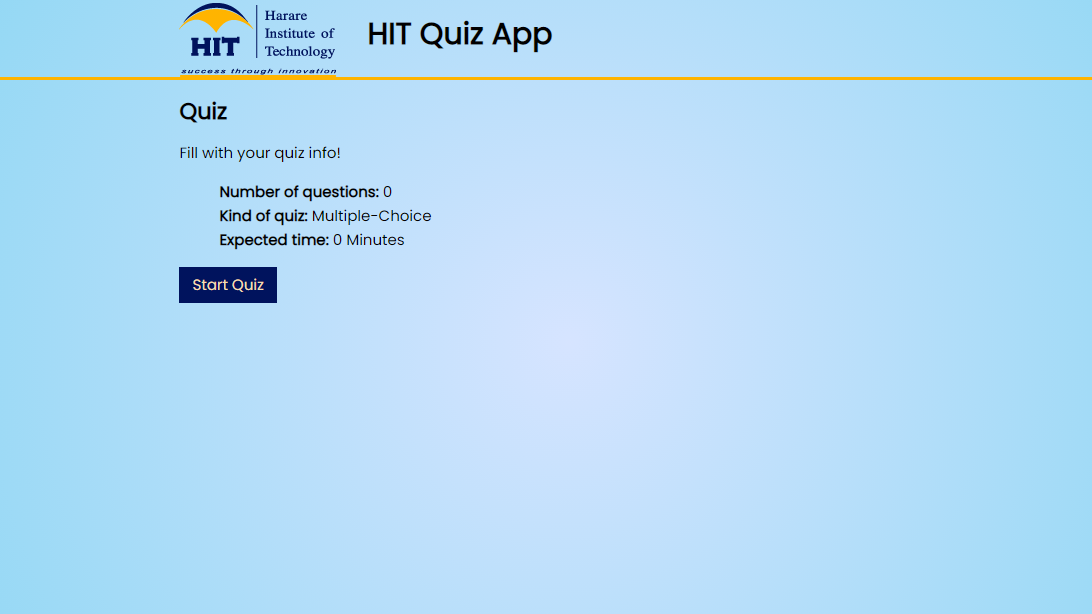 Harare
Institute of
Technology
HIT
success through innovation
HIT Quiz App
Quiz
Fill with your quiz info!
Number of questions: 0
Kind of quiz: Multiple-Choice
Expected time: 0 Minutes
Start Quiz